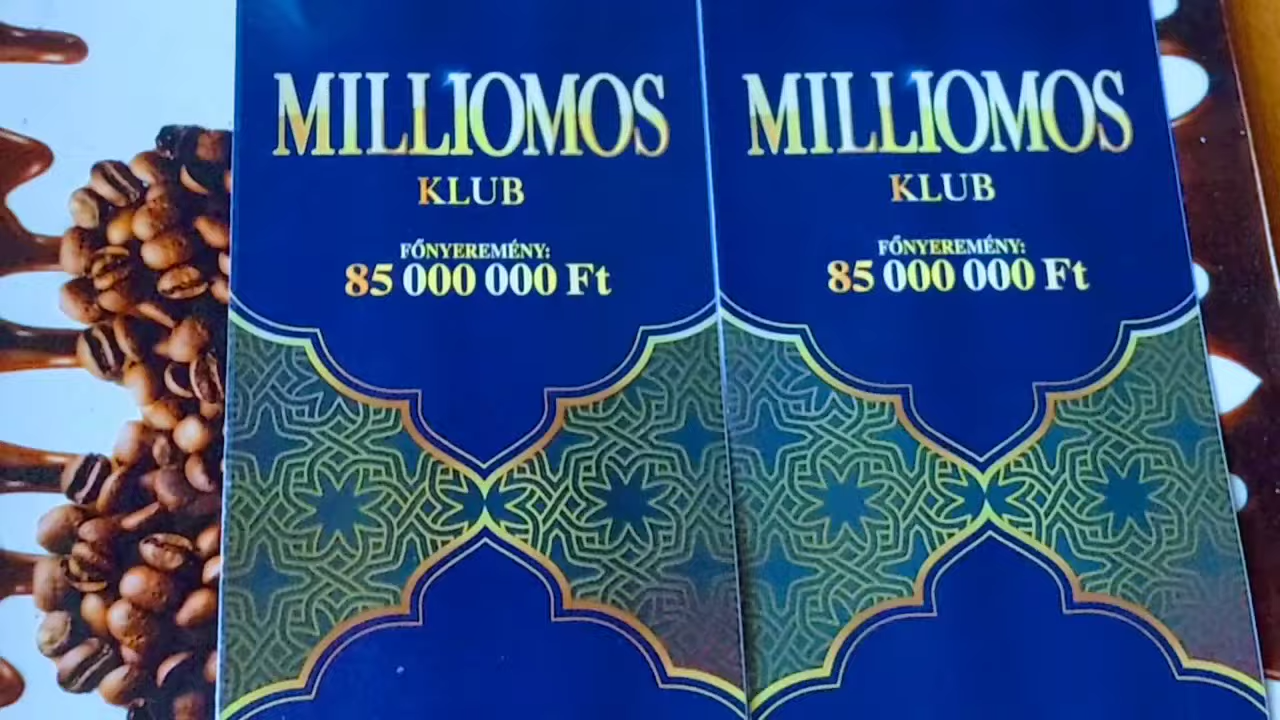 MILLIOMOS
KLUB
FŐNYEREMÉNY:
85 000 000 Ft
MILLIOMOS
KLUB
FŐNYEREMÉNY:
85 000 000 Ft